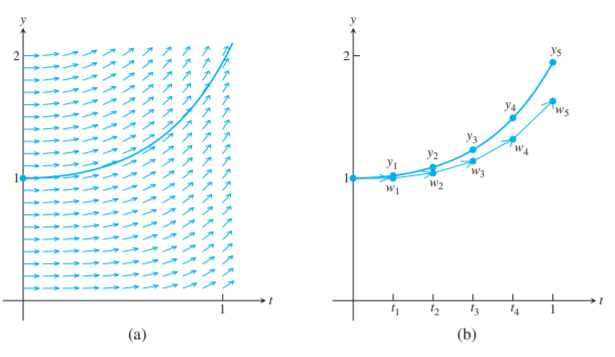 y
2
1
1
t
(a)
y
2
1
y₁
y₂
y₃
y₄
y₅
w₁
w₂
w₃
w₄
w₅
t₁
t₂
t₃
t₄
1
t
(b)